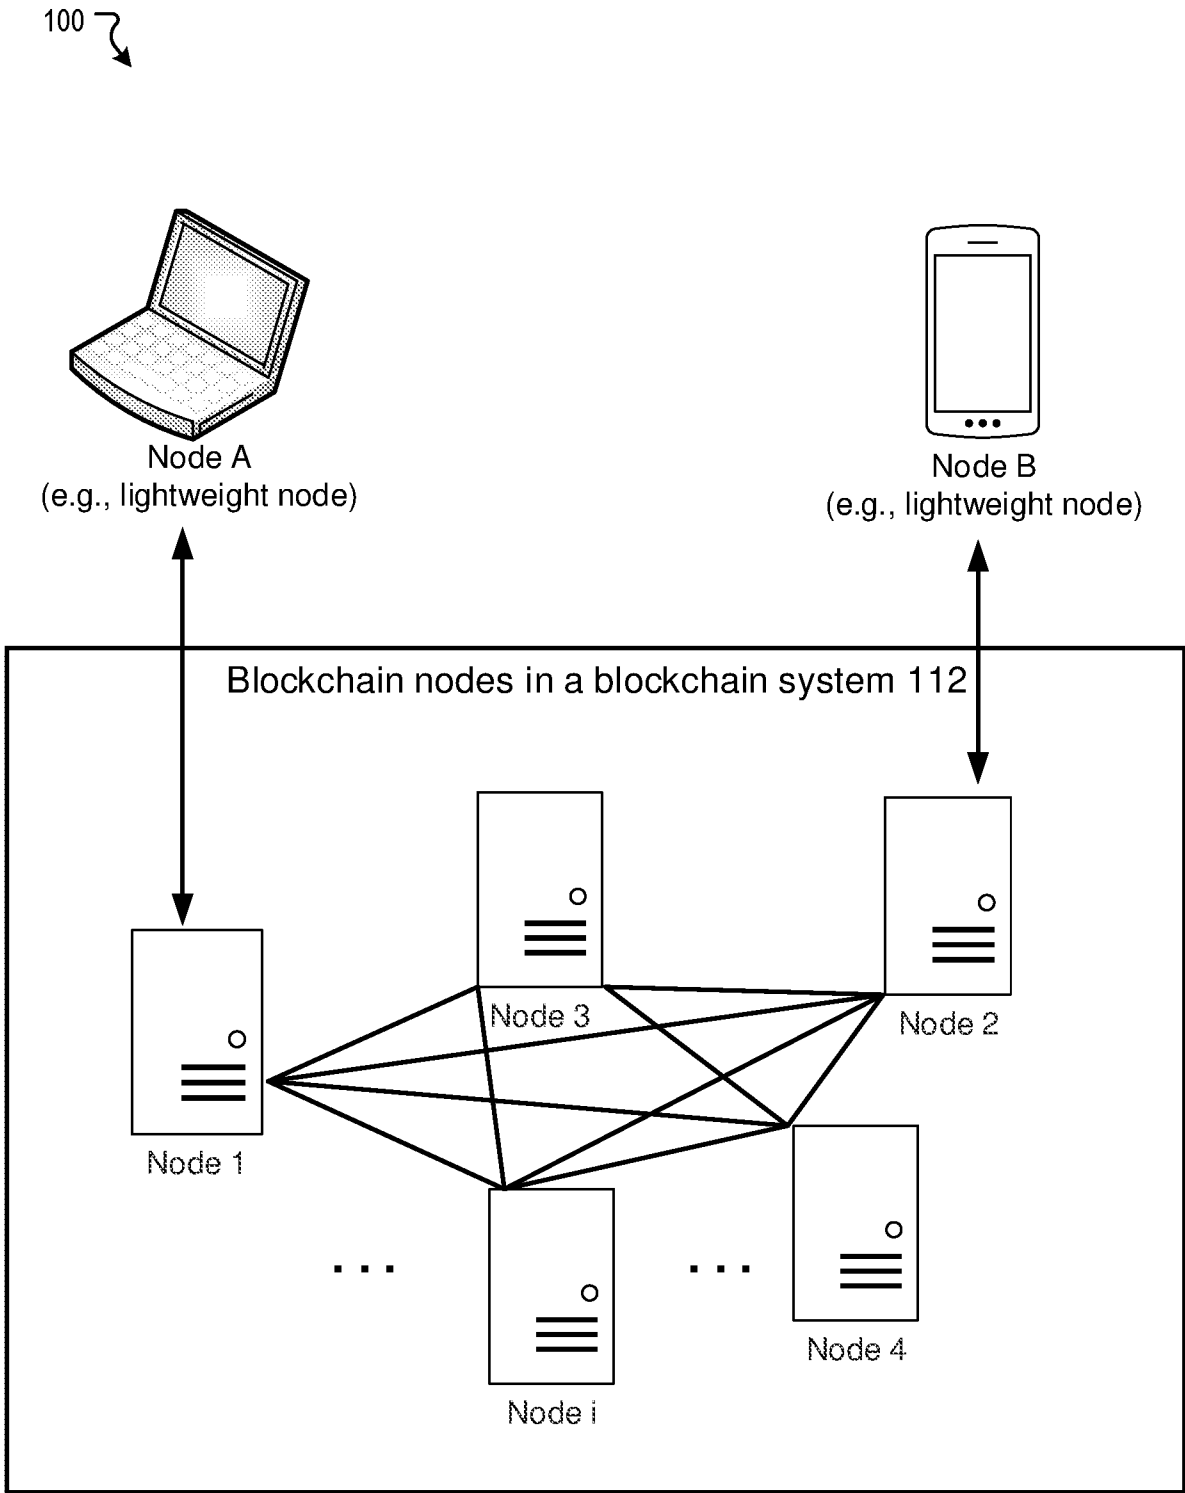 100
Node A
(e.g., lightweight node)
Node B
(e.g., lightweight node)
Blockchain nodes in a blockchain system 112
Node 3
Node 2
Node 1
Node 4
Node i